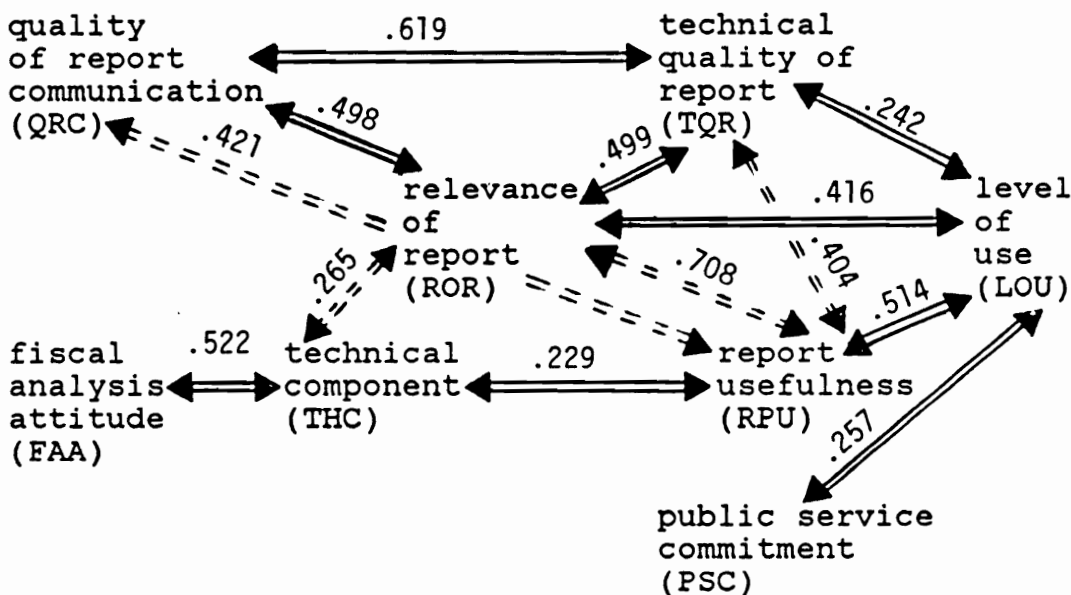 quality
of report
communication
(QRC)
.619
technical
quality of
report
(TQR)
.498
.421
.499
.242
relevance
of
report
(ROR)
.416
level
of
use
(LOU)
.265
.708
.404
.514
fiscal
analysis
attitude
(FAA)
.522
technical
component
(THC)
.229
report
usefulness
(RPU)
.257
public service
commitment
(PSC)